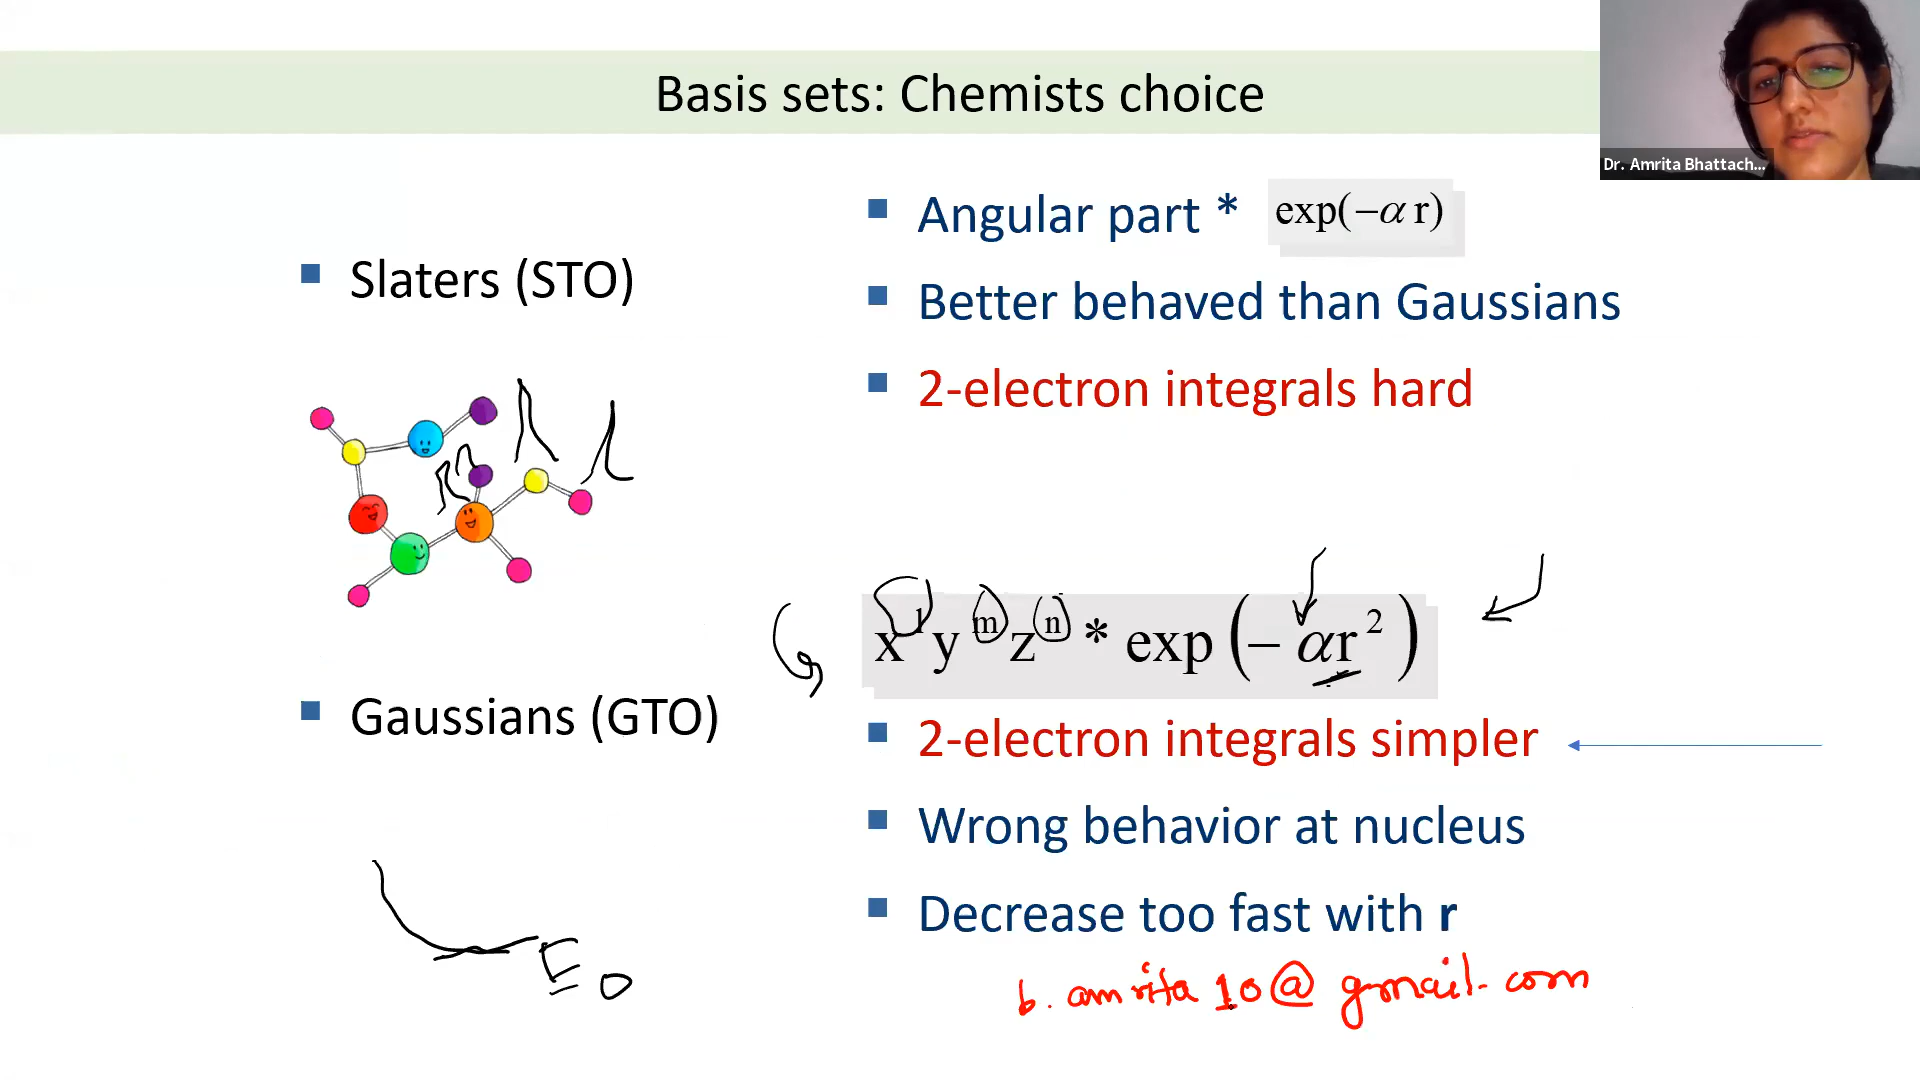 Basis sets: Chemists choice
Dr. Amrita Bhattach...
Slaters (STO)
Angular part * exp(−α r)
Better behaved than Gaussians
2-electron integrals hard
x^l y^m z^n * exp (− αr^2)
Gaussians (GTO)
2-electron integrals simpler
Wrong behavior at nucleus
Decrease too fast with r
E0
b.amrita10@gmail.com